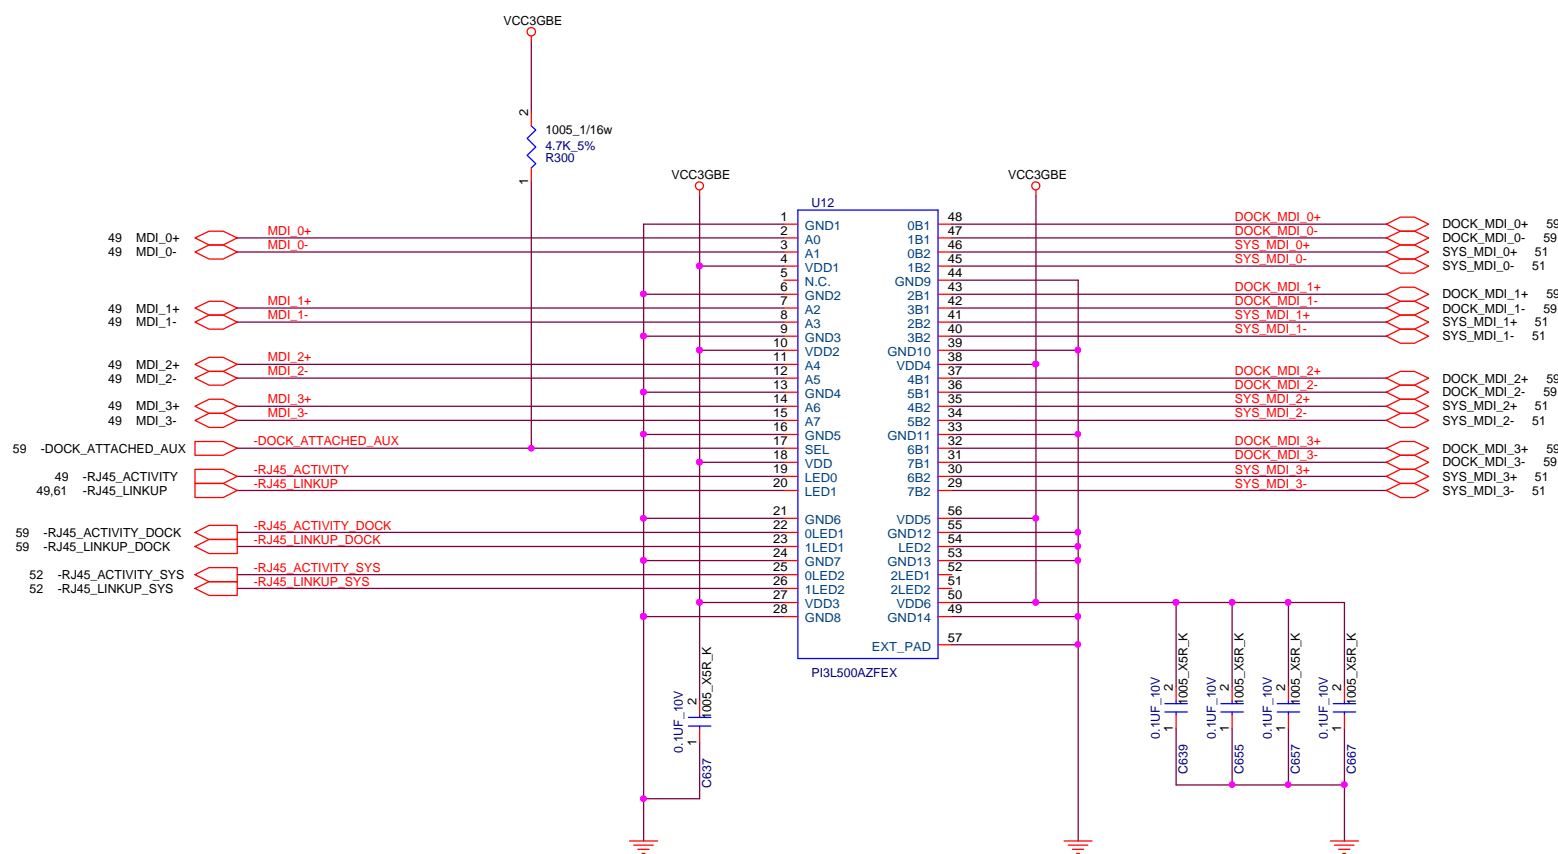 VCC3GBE
2
1005_1/16w
4.7K_5%
R300
1
VCC3GBE
VCC3GBE
U12
49 MDI_0+ MDI_0+
49 MDI_0- MDI_0-
49 MDI_1+ MDI_1+
49 MDI_1- MDI_1-
49 MDI_2+ MDI_2+
49 MDI_2- MDI_2-
49 MDI_3+ MDI_3+
49 MDI_3- MDI_3-
59 -DOCK_ATTACHED_AUX -DOCK_ATTACHED_AUX
49 -RJ45_ACTIVITY -RJ45_ACTIVITY
49,61 -RJ45_LINKUP -RJ45_LINKUP
59 -RJ45_ACTIVITY_DOCK -RJ45_ACTIVITY_DOCK
59 -RJ45_LINKUP_DOCK -RJ45_LINKUP_DOCK
52 -RJ45_ACTIVITY_SYS -RJ45_ACTIVITY_SYS
52 -RJ45_LINKUP_SYS -RJ45_LINKUP_SYS
1 GND1
2 A0
3 A1
4 VDD1
5 N.C.
6 GND2
7 A2
8 A3
9 GND3
10 VDD2
11 A4
12 A5
13 GND4
14 A6
15 A7
16 GND5
17 SEL
18 VDD
19 LED0
20 LED1
21 GND6
22 0LED1
23 1LED1
24 GND7
25 0LED2
26 1LED2
27 VDD3
28 GND8
0B1 48
1B1 47
0B2 46
1B2 45
GND9 44
2B1 43
3B1 42
2B2 41
3B2 40
GND10 39
VDD4 38
4B1 37
5B1 36
4B2 35
5B2 34
GND11 33
6B1 32
7B1 31
6B2 30
7B2 29
VDD5 56
GND12 55
LED2 54
GND13 53
2LED1 52
2LED2 51
VDD6 50
GND14 49
EXT_PAD 57
PI3L500AZFEX
DOCK_MDI_0+ DOCK_MDI_0+ 59
DOCK_MDI_0- DOCK_MDI_0- 59
SYS_MDI_0+ SYS_MDI_0+ 51
SYS_MDI_0- SYS_MDI_0- 51
DOCK_MDI_1+ DOCK_MDI_1+ 59
DOCK_MDI_1- DOCK_MDI_1- 59
SYS_MDI_1+ SYS_MDI_1+ 51
SYS_MDI_1- SYS_MDI_1- 51
DOCK_MDI_2+ DOCK_MDI_2+ 59
DOCK_MDI_2- DOCK_MDI_2- 59
SYS_MDI_2+ SYS_MDI_2+ 51
SYS_MDI_2- SYS_MDI_2- 51
DOCK_MDI_3+ DOCK_MDI_3+ 59
DOCK_MDI_3- DOCK_MDI_3- 59
SYS_MDI_3+ SYS_MDI_3+ 51
SYS_MDI_3- SYS_MDI_3- 51
0.1UF_10V
1 2
1005_X5R_K
C637
0.1UF_10V
1 2
1005_X5R_K
C639
0.1UF_10V
1 2
1005_X5R_K
C655
0.1UF_10V
1 2
1005_X5R_K
C657
0.1UF_10V
1 2
1005_X5R_K
C667